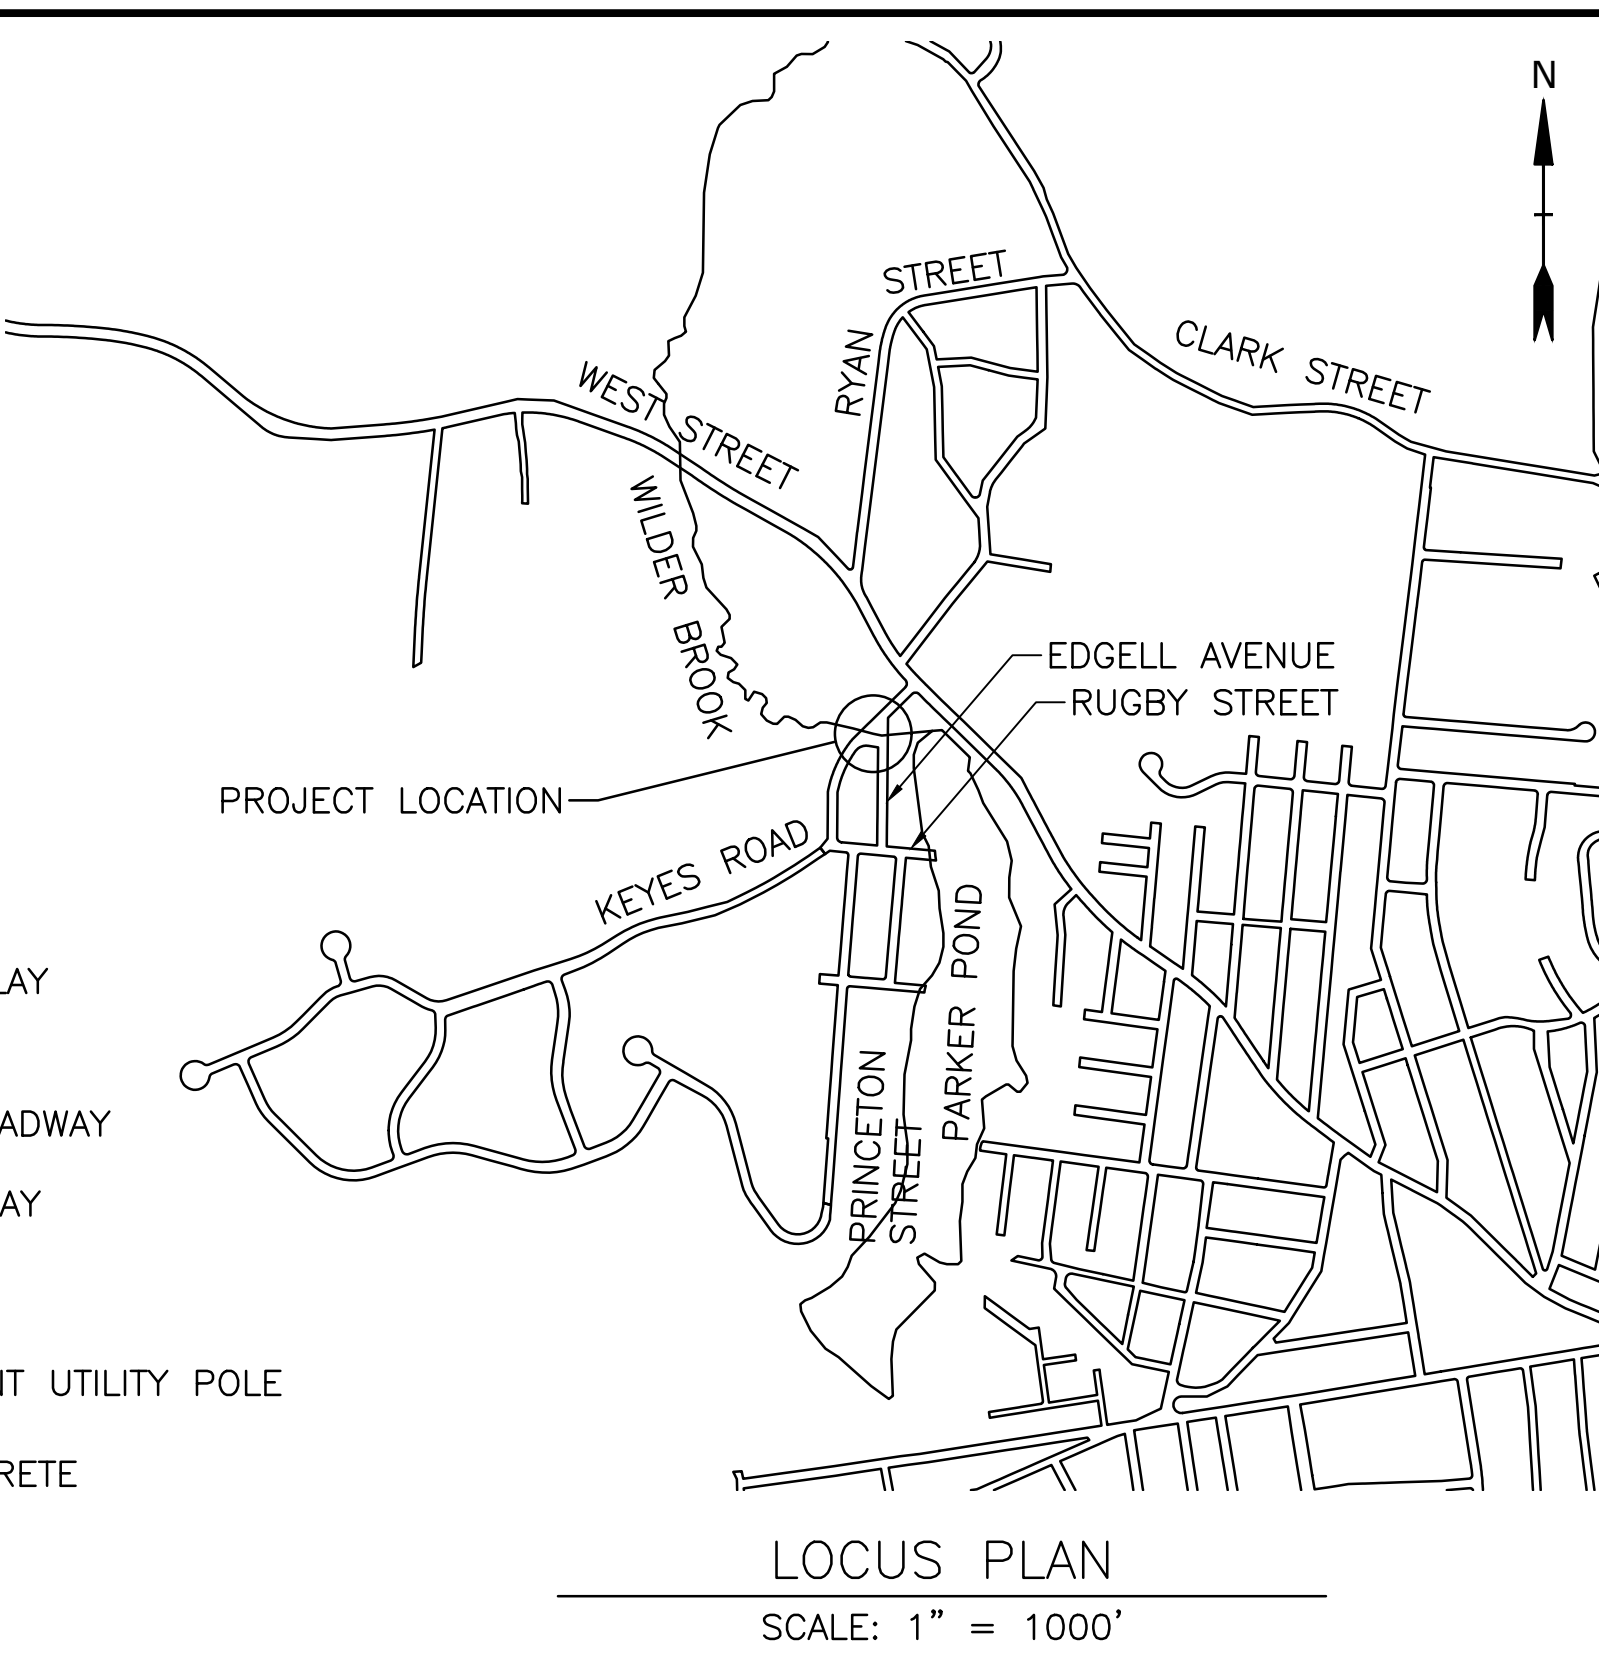 N
RYAN STREET
CLARK STREET
WEST STREET
WILDER BROOK
EDGELL AVENUE
RUGBY STREET
PROJECT LOCATION
KEYES ROAD
PARKER POND
PRINCETON
STREET
LAY
ADWAY
AY
NT UTILITY POLE
RETE
LOCUS PLAN
SCALE: 1” = 1000’